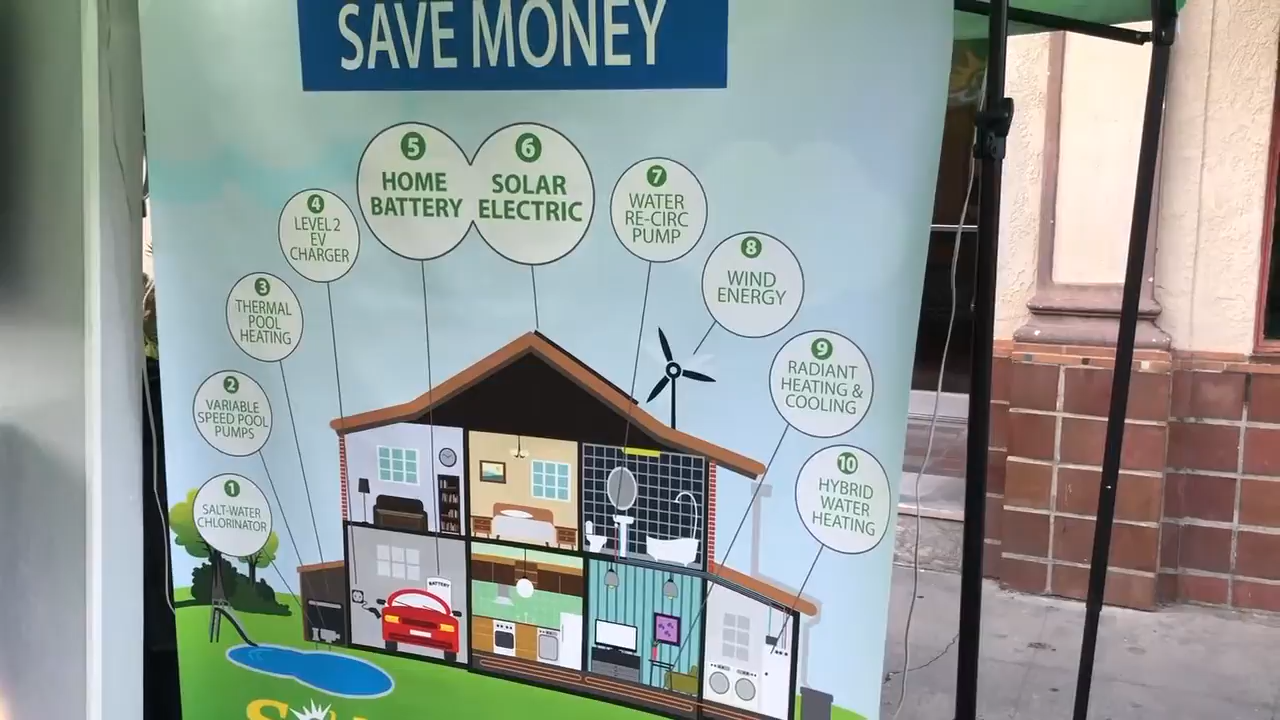 SAVE MONEY
5
HOME
BATTERY
6
SOLAR
ELECTRIC
7
WATER
RE-CIRC
PUMP
4
LEVEL 2
EV
CHARGER
8
WIND
ENERGY
3
THERMAL
POOL
HEATING
9
RADIANT
HEATING &
COOLING
2
VARIABLE
SPEED POOL
PUMPS
10
HYBRID
WATER
HEATING
1
SALT-WATER
CHLORINATOR
BATTERY